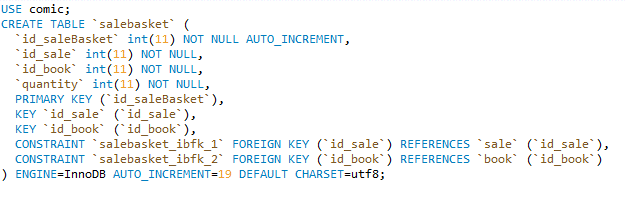 USE comic;
CREATE TABLE `salebasket` (
  `id_saleBasket` int(11) NOT NULL AUTO_INCREMENT,
  `id_sale` int(11) NOT NULL,
  `id_book` int(11) NOT NULL,
  `quantity` int(11) NOT NULL,
  PRIMARY KEY (`id_saleBasket`),
  KEY `id_sale` (`id_sale`),
  KEY `id_book` (`id_book`),
  CONSTRAINT `salebasket_ibfk_1` FOREIGN KEY (`id_sale`) REFERENCES `sale` (`id_sale`),
  CONSTRAINT `salebasket_ibfk_2` FOREIGN KEY (`id_book`) REFERENCES `book` (`id_book`)
) ENGINE=InnoDB AUTO_INCREMENT=19 DEFAULT CHARSET=utf8;